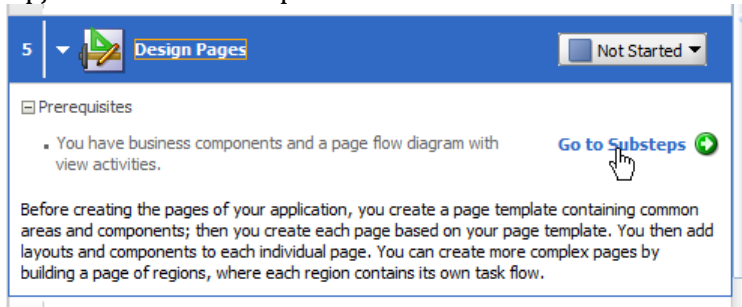 5 Design Pages Not Started
Prerequisites
You have business components and a page flow diagram with
view activities.
Go to Substeps
Before creating the pages of your application, you create a page template containing common
areas and components; then you create each page based on your page template. You then add
layouts and components to each individual page. You can create more complex pages by
building a page of regions, where each region contains its own task flow.